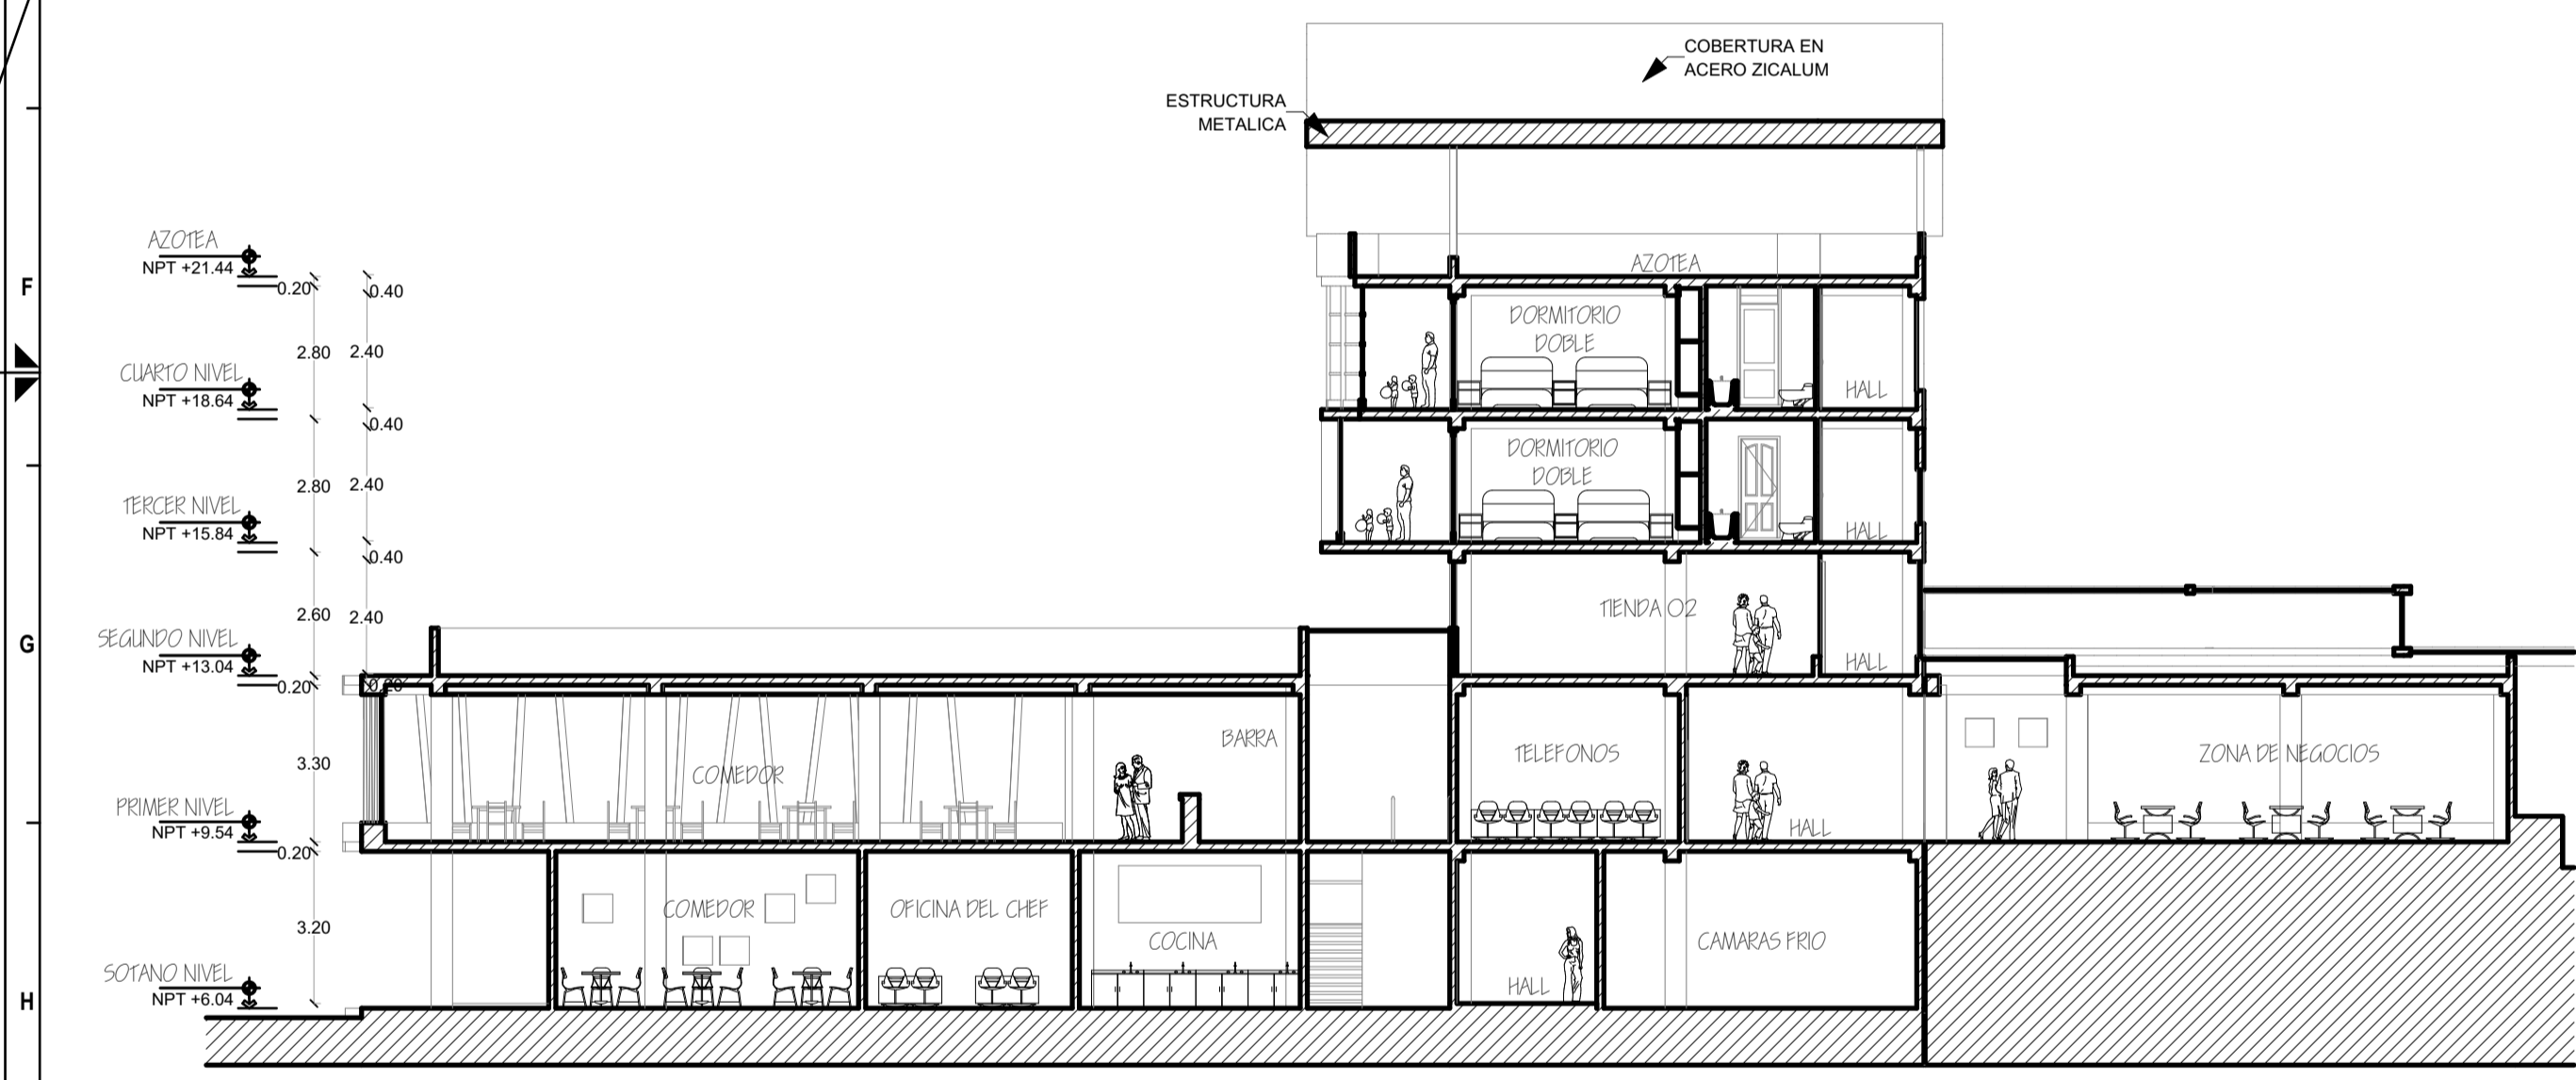 COBERTURA EN
ACERO ZICALUM
ESTRUCTURA
METALICA
AZOTEA
NPT +21.44
0.20
0.40
F
AZOTEA
DORMITORIO
DOBLE
2.80
2.40
CUARTO NIVEL
NPT +18.64
HALL
0.40
DORMITORIO
DOBLE
2.80
2.40
TERCER NIVEL
NPT +15.84
HALL
0.40
TIENDA 02
2.60
2.40
G
SEGUNDO NIVEL
NPT +13.04
HALL
0.20
0.20
BARRA
COMEDOR
TELEFONOS
ZONA DE NEGOCIOS
3.30
PRIMER NIVEL
NPT +9.54
HALL
0.20
COMEDOR
OFICINA DEL CHEF
COCINA
CAMARAS FRIO
3.20
SOTANO NIVEL
NPT +6.04
HALL
H